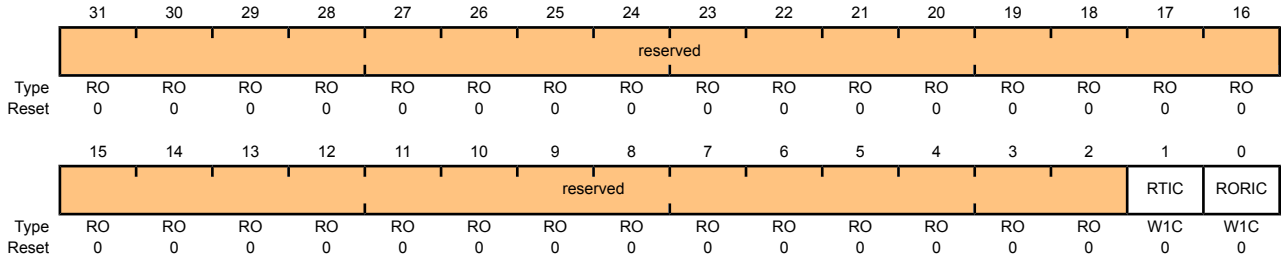 31 30 29 28 27 26 25 24 23 22 21 20 19 18 17 16
reserved
Type RO RO RO RO RO RO RO RO RO RO RO RO RO RO RO RO
Reset 0 0 0 0 0 0 0 0 0 0 0 0 0 0 0 0
15 14 13 12 11 10 9 8 7 6 5 4 3 2 1 0
reserved RTIC RORIC
Type RO RO RO RO RO RO RO RO RO RO RO RO RO RO W1C W1C
Reset 0 0 0 0 0 0 0 0 0 0 0 0 0 0 0 0